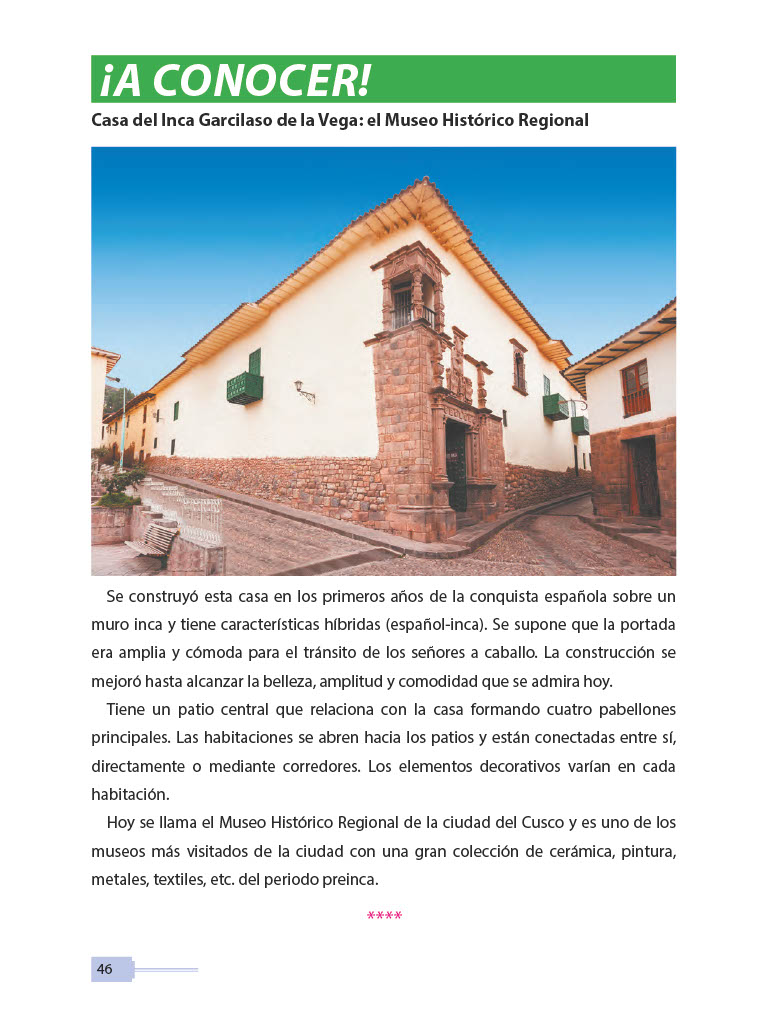 ¡A CONOCER!
Casa del Inca Garcilaso de la Vega: el Museo Histórico Regional
Se construyó esta casa en los primeros años de la conquista española sobre un
muro inca y tiene características híbridas (español-inca). Se supone que la portada
era amplia y cómoda para el tránsito de los señores a caballo. La construcción se
mejoró hasta alcanzar la belleza, amplitud y comodidad que se admira hoy.
Tiene un patio central que relaciona con la casa formando cuatro pabellones
principales. Las habitaciones se abren hacia los patios y están conectadas entre sí,
directamente o mediante corredores. Los elementos decorativos varían en cada
habitación.
Hoy se llama el Museo Histórico Regional de la ciudad del Cusco y es uno de los
museos más visitados de la ciudad con una gran colección de cerámica, pintura,
metales, textiles, etc. del periodo preinca.
****
46